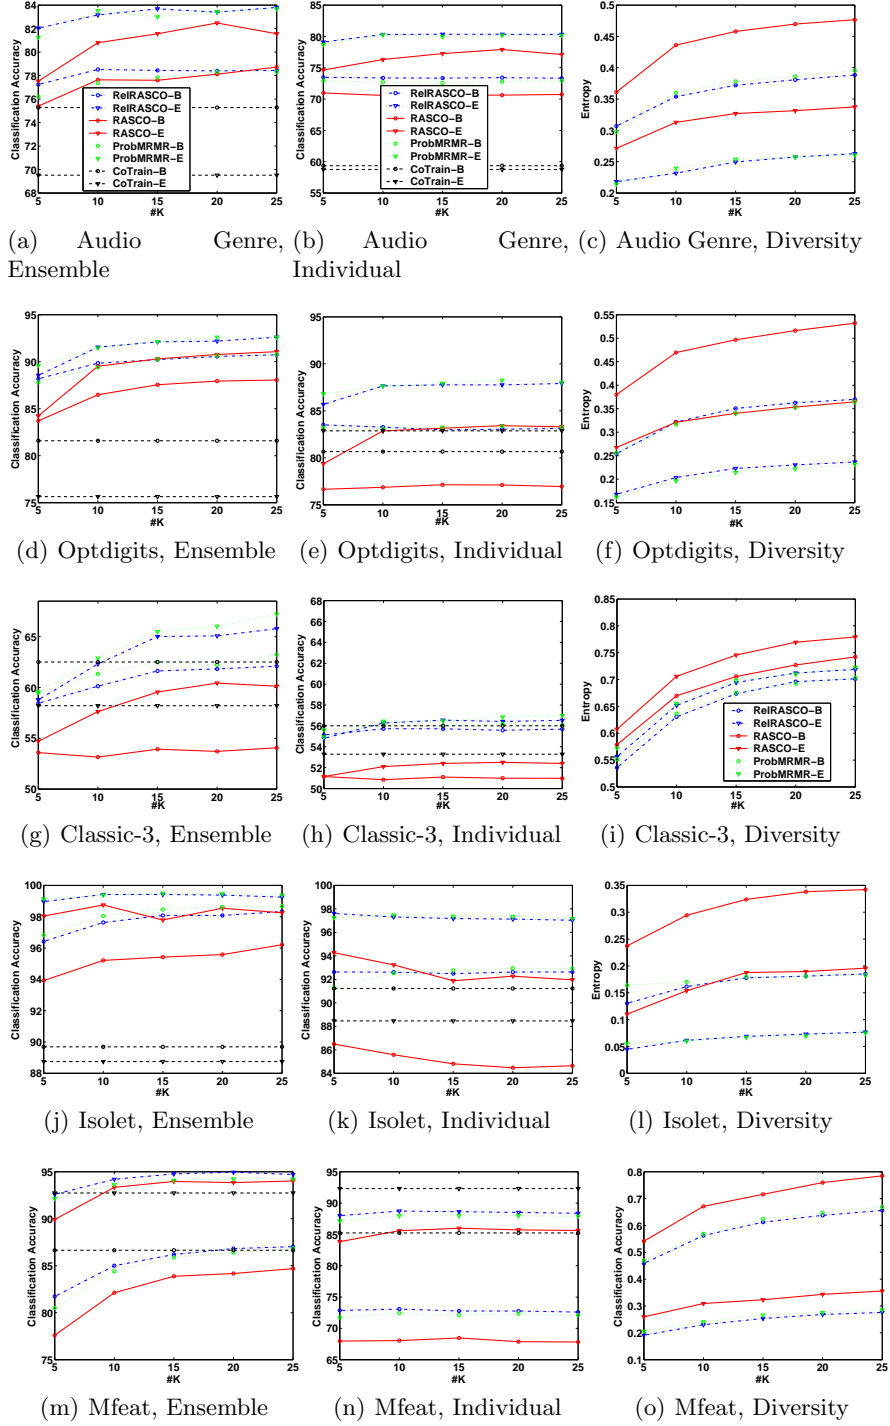 84
82
80
78
76
74
72
70
68
Classification Accuracy
RelRASCO−B
RelRASCO−E
RASCO−B
RASCO−E
ProbMRMR−B
ProbMRMR−E
CoTrain−B
CoTrain−E
5 10 15 20 25
#K
(a) Audio Genre, Ensemble
85
80
75
70
65
60
55
Classification Accuracy
RelRASCO−B
RelRASCO−E
RASCO−B
RASCO−E
ProbMRMR−B
ProbMRMR−E
CoTrain−B
CoTrain−E
5 10 15 20 25
#K
(b) Audio Genre, Individual
0.5
0.45
0.4
0.35
0.3
0.25
0.2
Entropy
5 10 15 20 25
#K
(c) Audio Genre, Diversity
95
90
85
80
75
Classification Accuracy
5 10 15 20 25
#K
(d) Optdigits, Ensemble
95
90
85
80
75
Classification Accuracy
5 10 15 20 25
#K
(e) Optdigits, Individual
0.55
0.5
0.45
0.4
0.35
0.3
0.25
0.2
0.15
Entropy
5 10 15 20 25
#K
(f) Optdigits, Diversity
65
60
55
50
Classification Accuracy
5 10 15 20 25
#K
(g) Classic-3, Ensemble
68
66
64
62
60
58
56
54
52
50
Classification Accuracy
5 10 15 20 25
#K
(h) Classic-3, Individual
0.85
0.8
0.75
0.7
0.65
0.6
0.55
0.5
Entropy
RelRASCO−B
RelRASCO−E
RASCO−B
RASCO−E
ProbMRMR−B
ProbMRMR−E
5 10 15 20 25
#K
(i) Classic-3, Diversity
100
98
96
94
92
90
88
Classification Accuracy
5 10 15 20 25
#K
(j) Isolet, Ensemble
100
98
96
94
92
90
88
86
84
Classification Accuracy
5 10 15 20 25
#K
(k) Isolet, Individual
0.35
0.3
0.25
0.2
0.15
0.1
0.05
0
Entropy
5 10 15 20 25
#K
(l) Isolet, Diversity
95
90
85
80
75
Classification Accuracy
5 10 15 20 25
#K
(m) Mfeat, Ensemble
95
90
85
80
75
70
65
Classification Accuracy
5 10 15 20 25
#K
(n) Mfeat, Individual
0.8
0.7
0.6
0.5
0.4
0.3
0.2
0.1
Classification Accuracy
5 10 15 20 25
#K
(o) Mfeat, Diversity